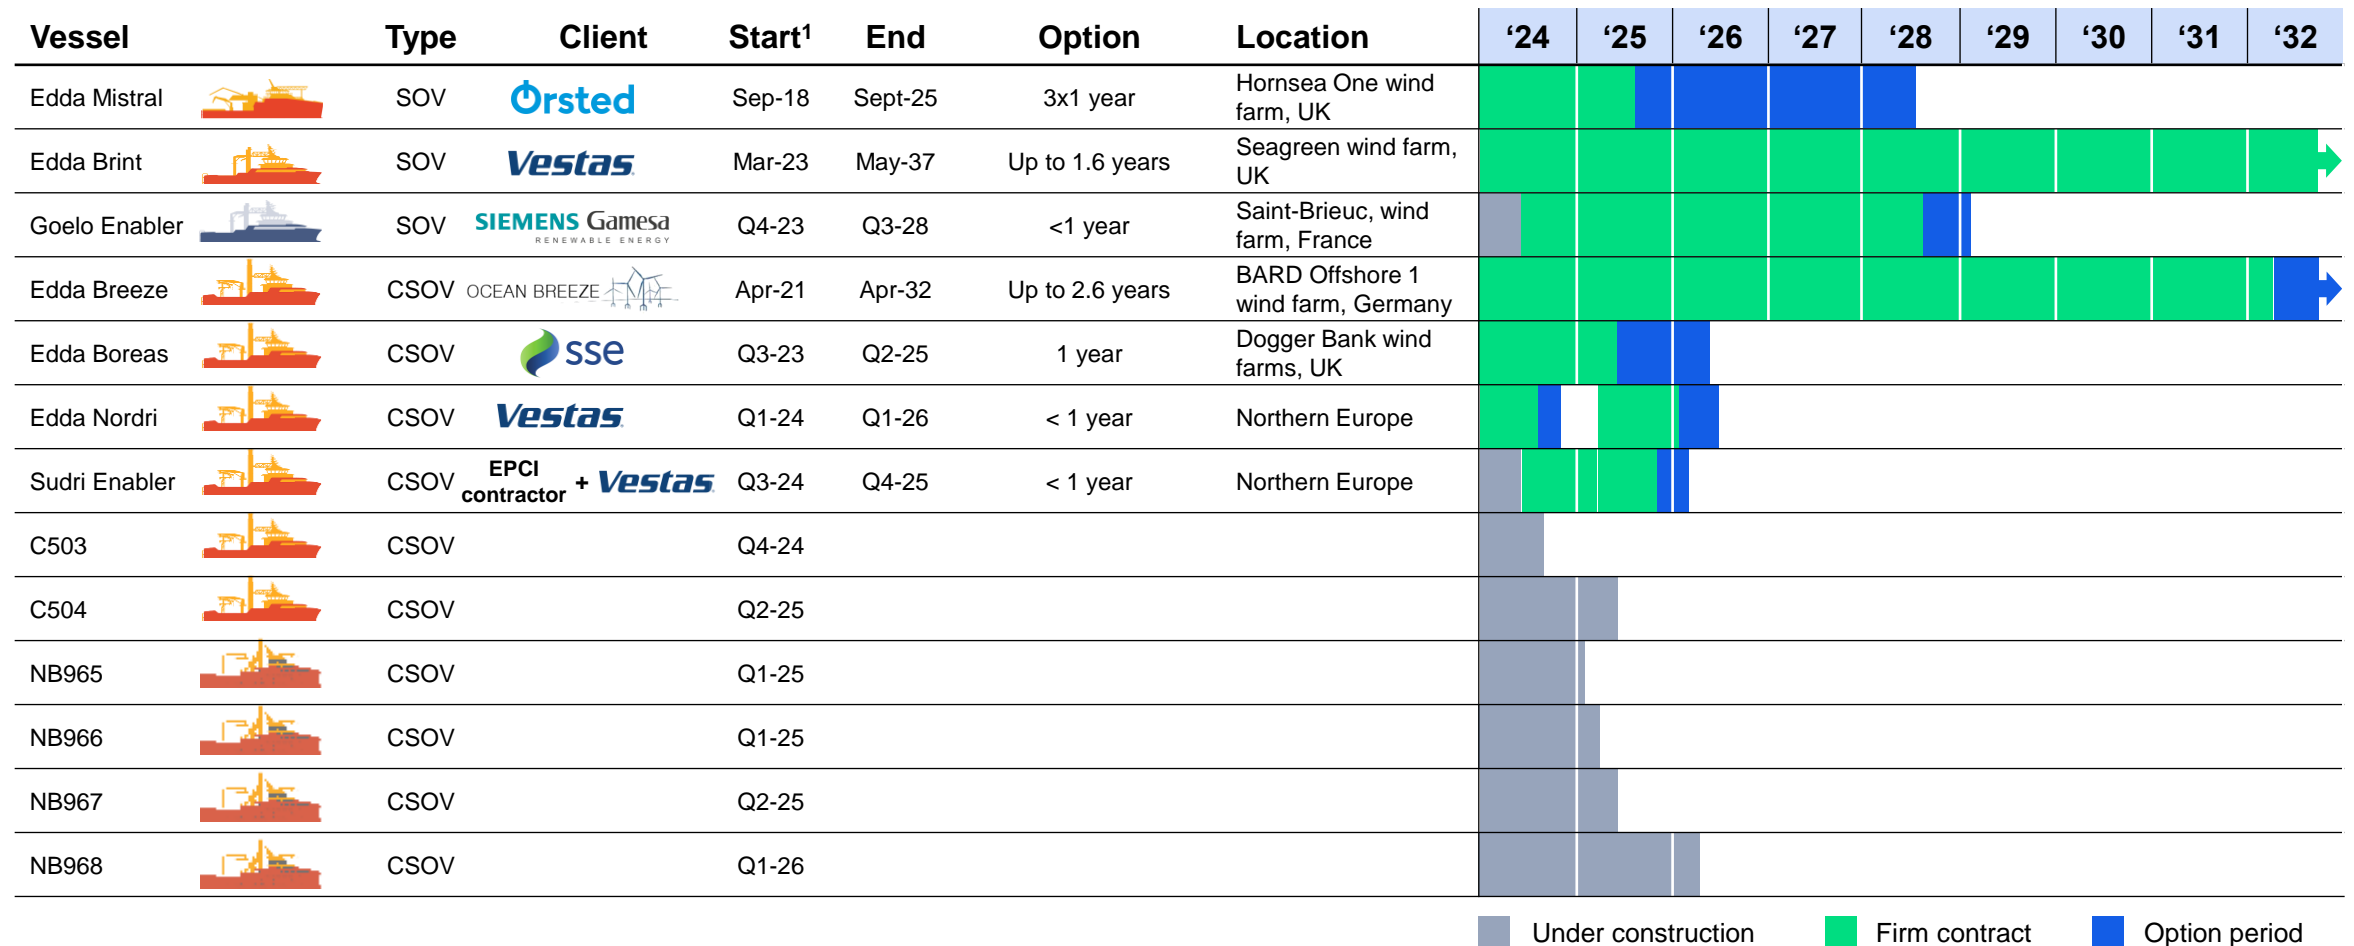 Vessel Type Client Start¹ End Option Location ‘24 ‘25 ‘26 ‘27 ‘28 ‘29 ‘30 ‘31 ‘32
Edda Mistral SOV Ørsted Sep-18 Sept-25 3x1 year Hornsea One wind
farm, UK
Edda Brint SOV Vestas Mar-23 May-37 Up to 1.6 years Seagreen wind farm,
UK
Goelo Enabler SOV SIEMENS Gamesa Q4-23 Q3-28 <1 year Saint-Brieuc, wind
RENEWABLE ENERGY farm, France
Edda Breeze CSOV OCEAN BREEZE Apr-21 Apr-32 Up to 2.6 years BARD Offshore 1
wind farm, Germany
Edda Boreas CSOV sse Q3-23 Q2-25 1 year Dogger Bank wind
farms, UK
Edda Nordri CSOV Vestas Q1-24 Q1-26 < 1 year Northern Europe
Sudri Enabler CSOV EPCI
contractor + Vestas Q3-24 Q4-25 < 1 year Northern Europe
C503 CSOV Q4-24
C504 CSOV Q2-25
NB965 CSOV Q1-25
NB966 CSOV Q1-25
NB967 CSOV Q2-25
NB968 CSOV Q1-26
Under construction Firm contract Option period